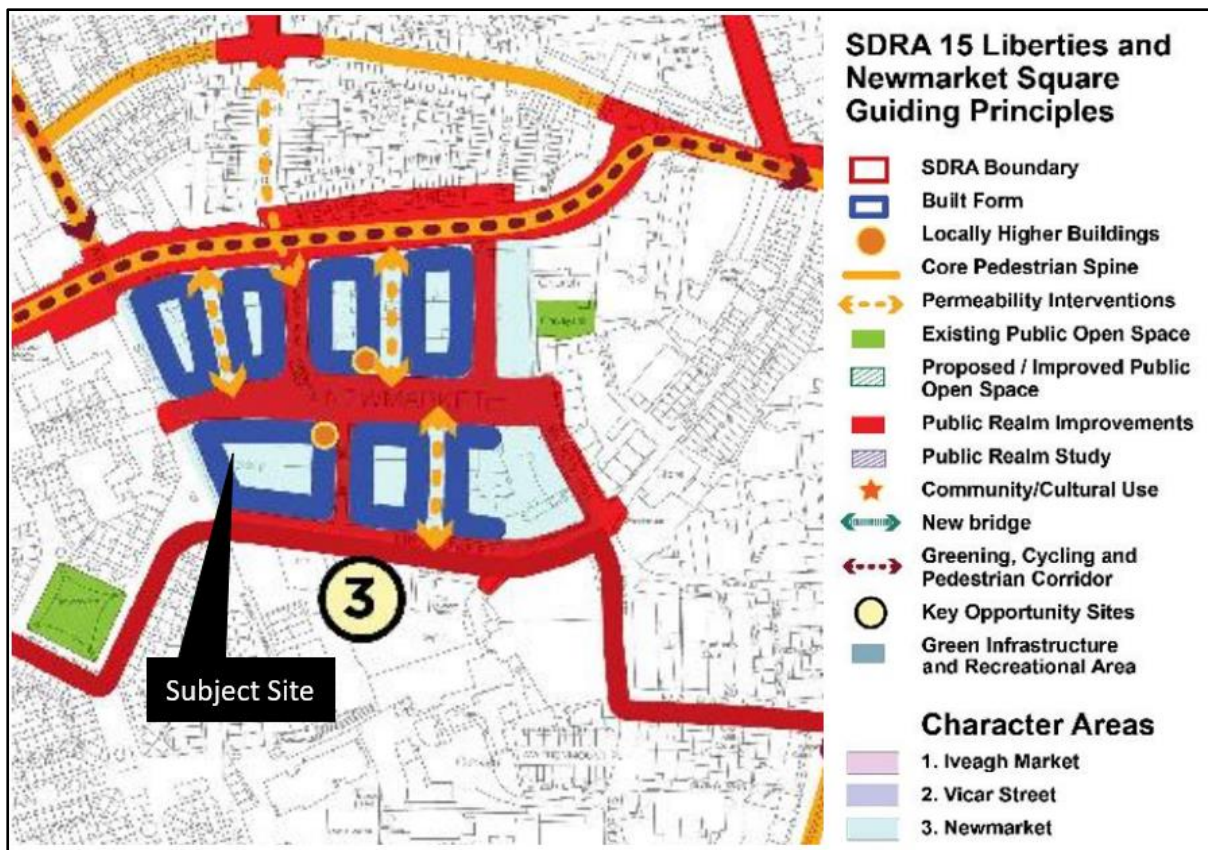 NEWMARKET
3
Subject Site
SDRA 15 Liberties and
Newmarket Square
Guiding Principles
SDRA Boundary
Built Form
Locally Higher Buildings
Core Pedestrian Spine
Permeability Interventions
Existing Public Open Space
Proposed / Improved Public
Open Space
Public Realm Improvements
Public Realm Study
Community/Cultural Use
New bridge
Greening, Cycling and
Pedestrian Corridor
Key Opportunity Sites
Green Infrastructure
and Recreational Area
Character Areas
1. Iveagh Market
2. Vicar Street
3. Newmarket